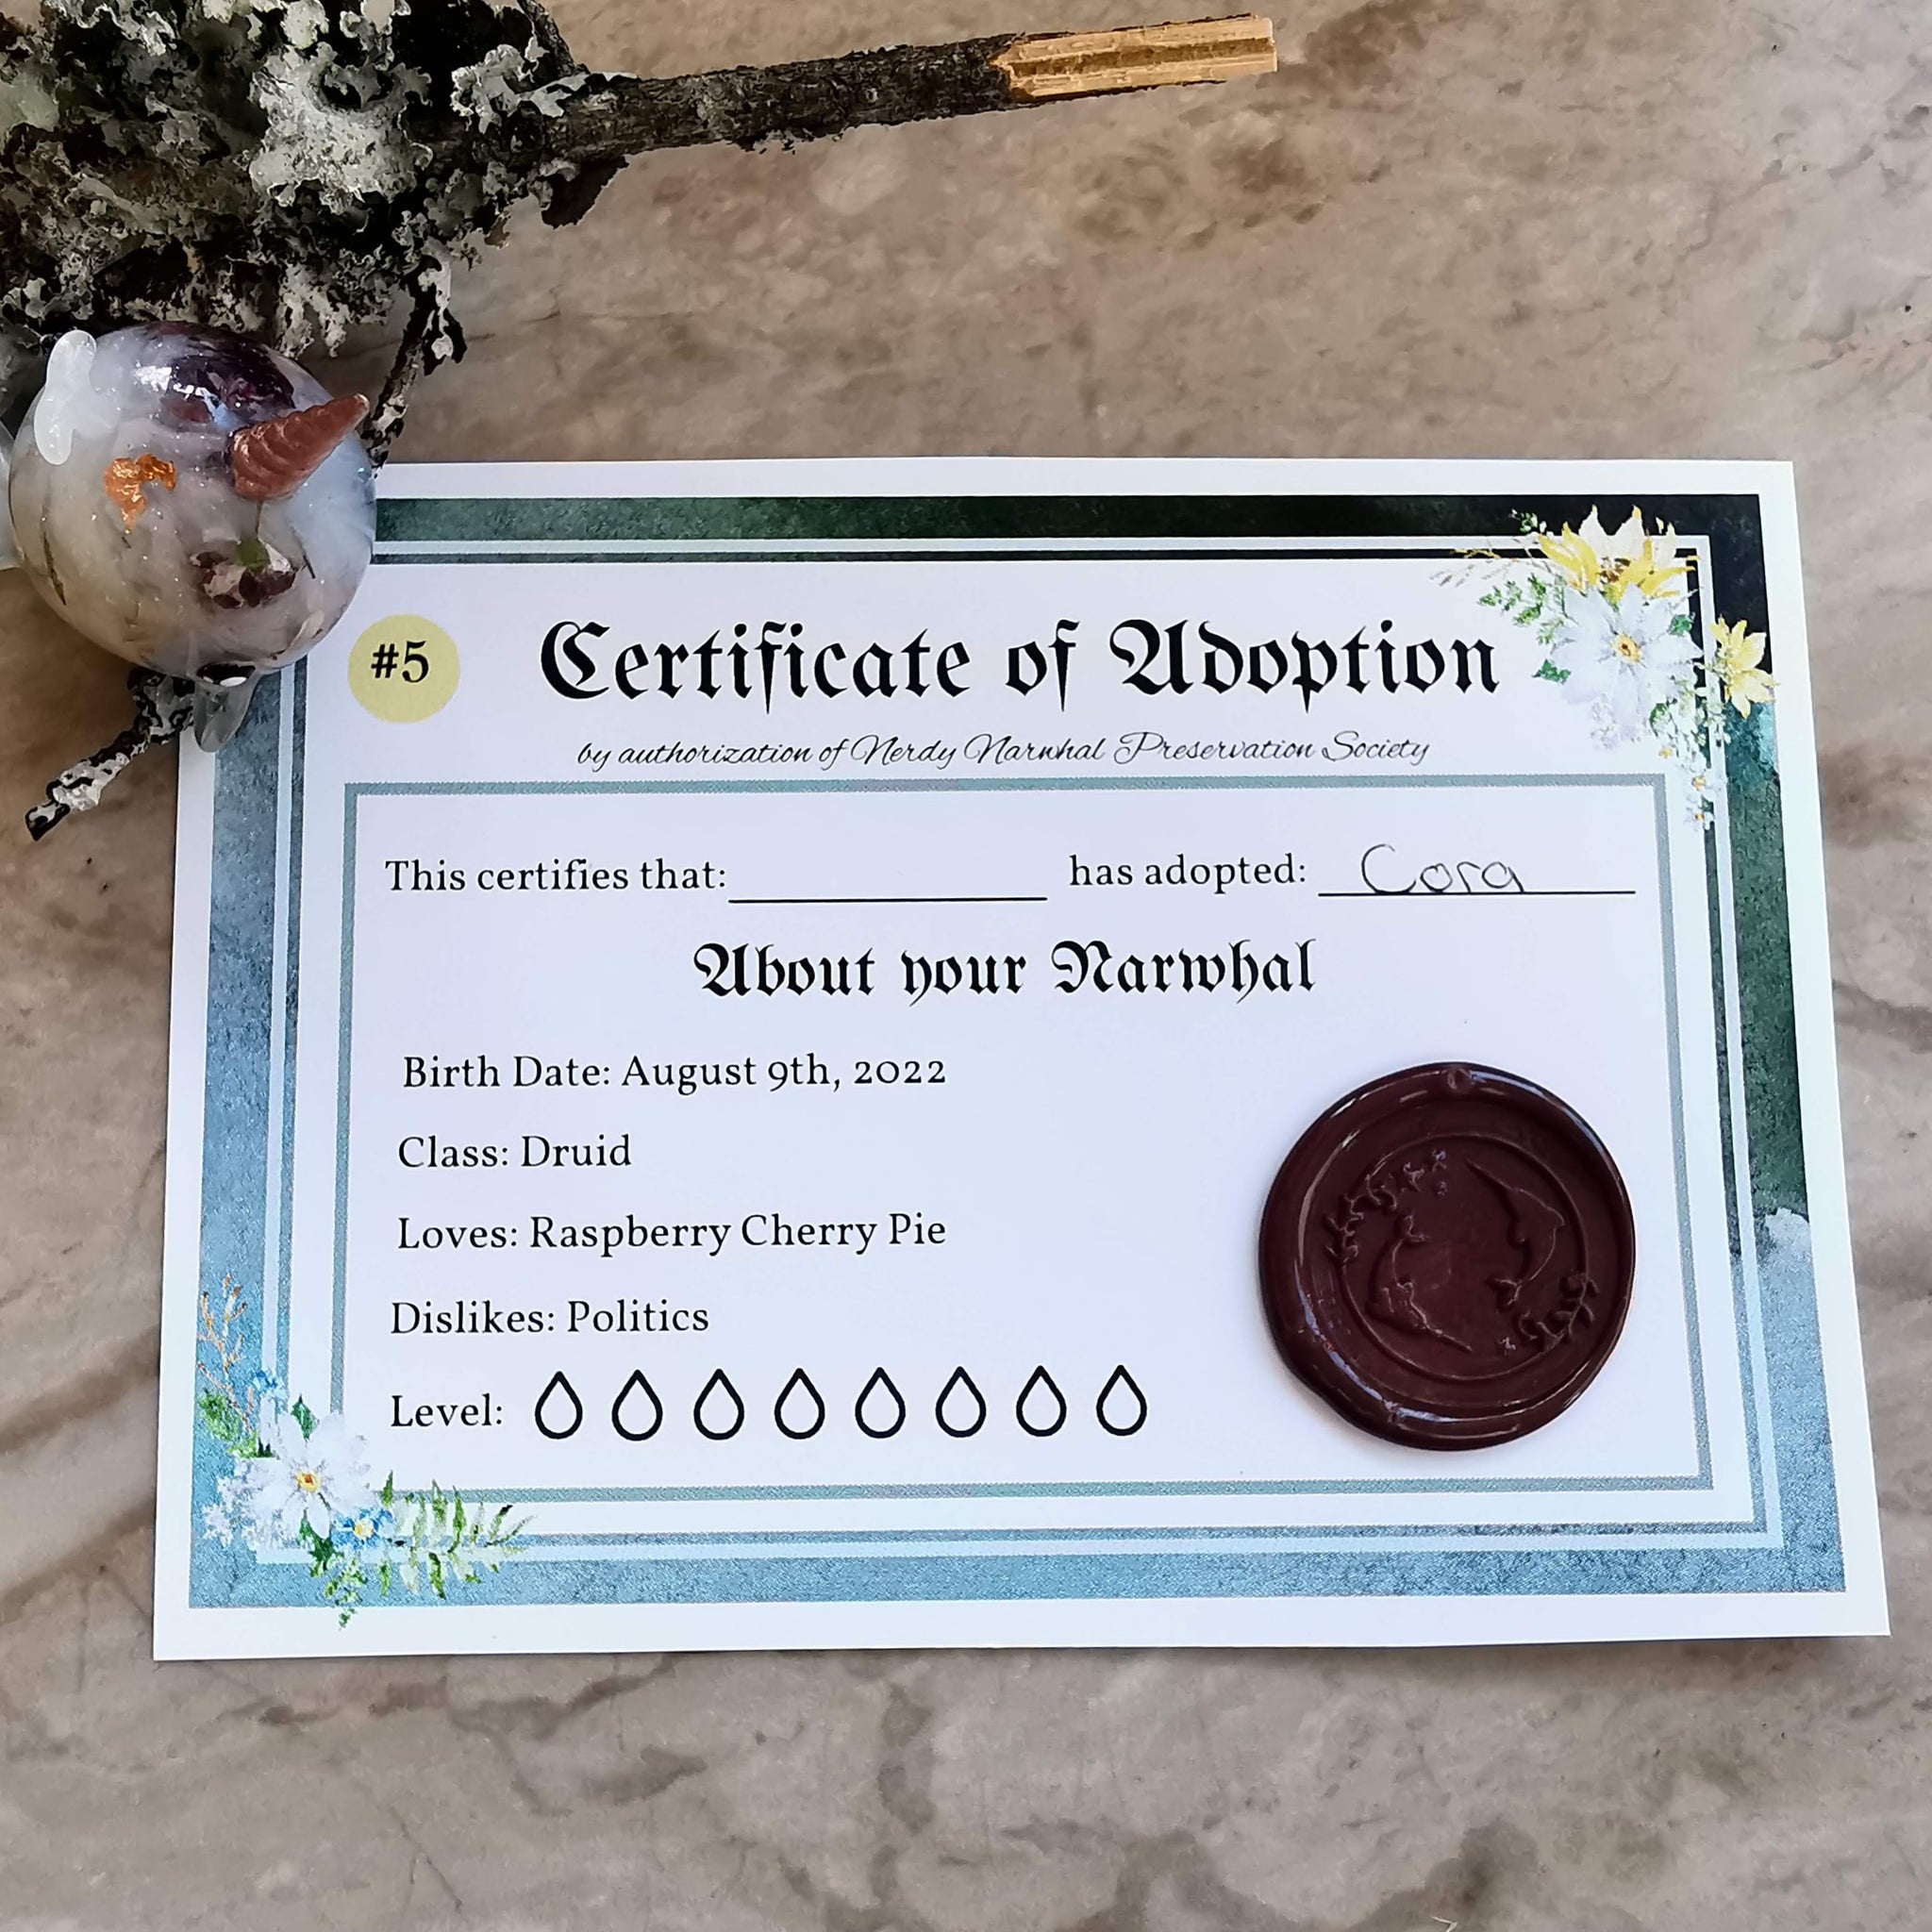 #5
Certificate of Adoption
by authorization of Nerdy Narwhal Preservation Society
This certifies that: has adopted: Cora
About your Narwhal
Birth Date: August 9th, 2022
Class: Druid
Loves: Raspberry Cherry Pie
Dislikes: Politics
Level: